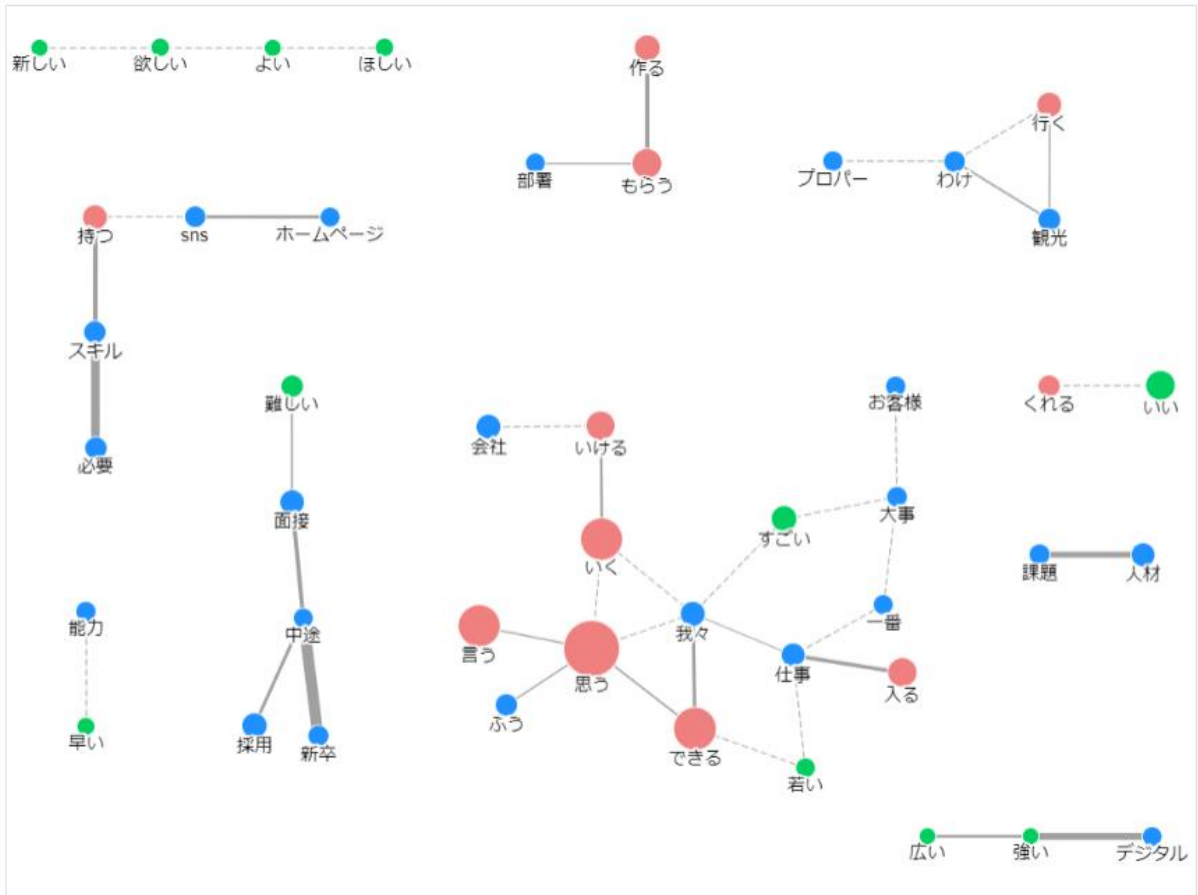 新しい
欲しい
よい
ほしい
作る
部署
もらう
行く
プロパー
わけ
観光
持つ
sns
ホームページ
スキル
必要
難しい
面接
中途
採用
新卒
会社
いける
いく
お客様
すごい
大事
一番
我々
仕事
入る
言う
思う
ふう
できる
若い
くれる
いい
課題
人材
能力
早い
広い
強い
デジタル